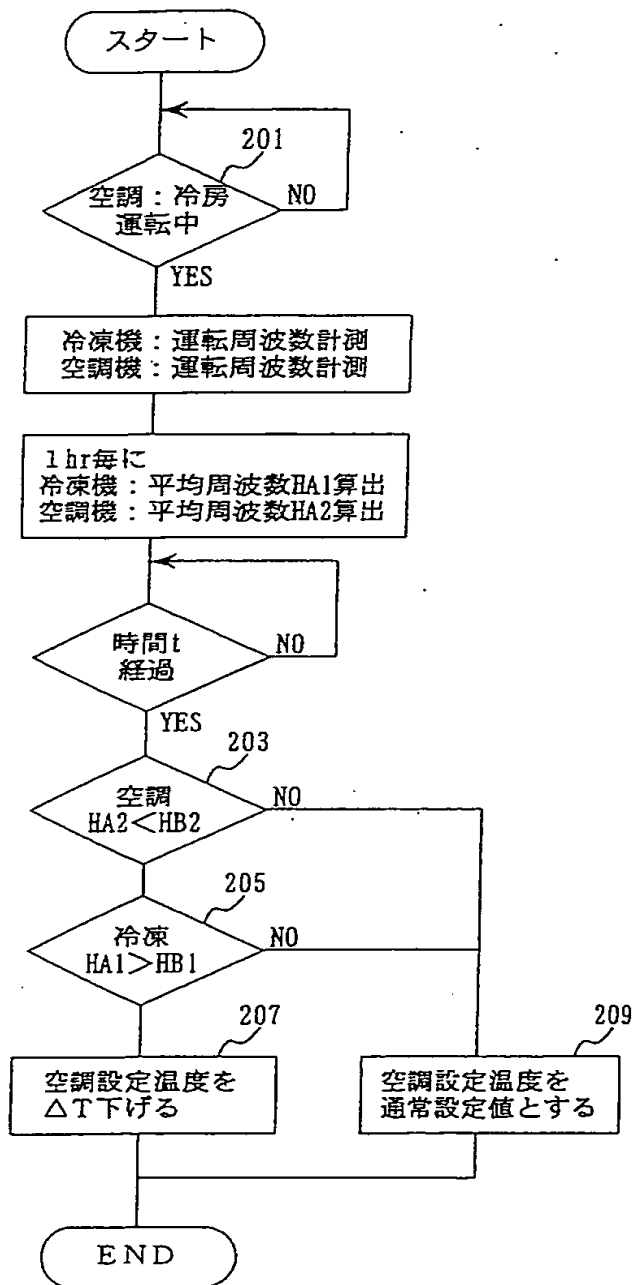 スタート
201
空調：冷房
運転中
NO
YES
冷凍機：運転周波数計測
空調機：運転周波数計測
1hr毎に
冷凍機：平均周波数HA1算出
空調機：平均周波数HA2算出
時間t
経過
NO
YES
203
空調
HA2＜HB2
NO
205
冷凍
HA1＞HB1
NO
207
空調設定温度を
△T下げる
209
空調設定温度を
通常設定値とする
END